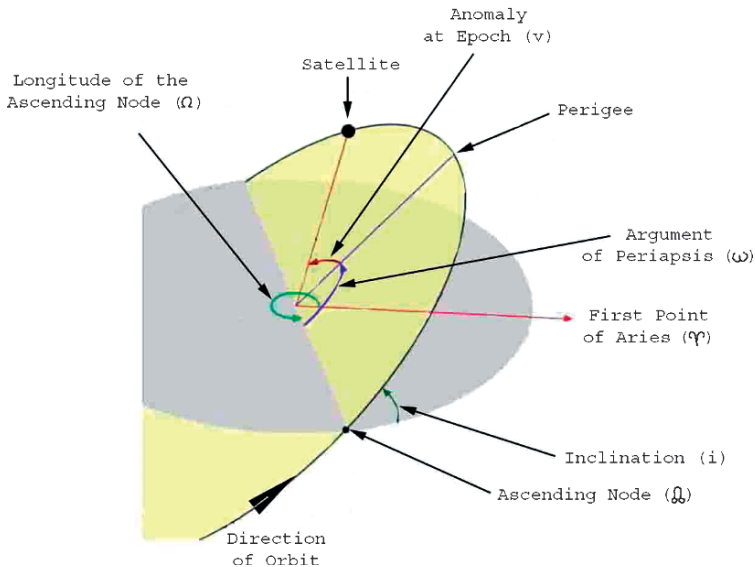 Anomaly
at Epoch (v)
Satellite
Longitude of the
Ascending Node (Ω)
Perigee
Argument
of Periapsis (ω)
First Point
of Aries (♈)
Inclination (i)
Ascending Node (☊)
Direction
of Orbit